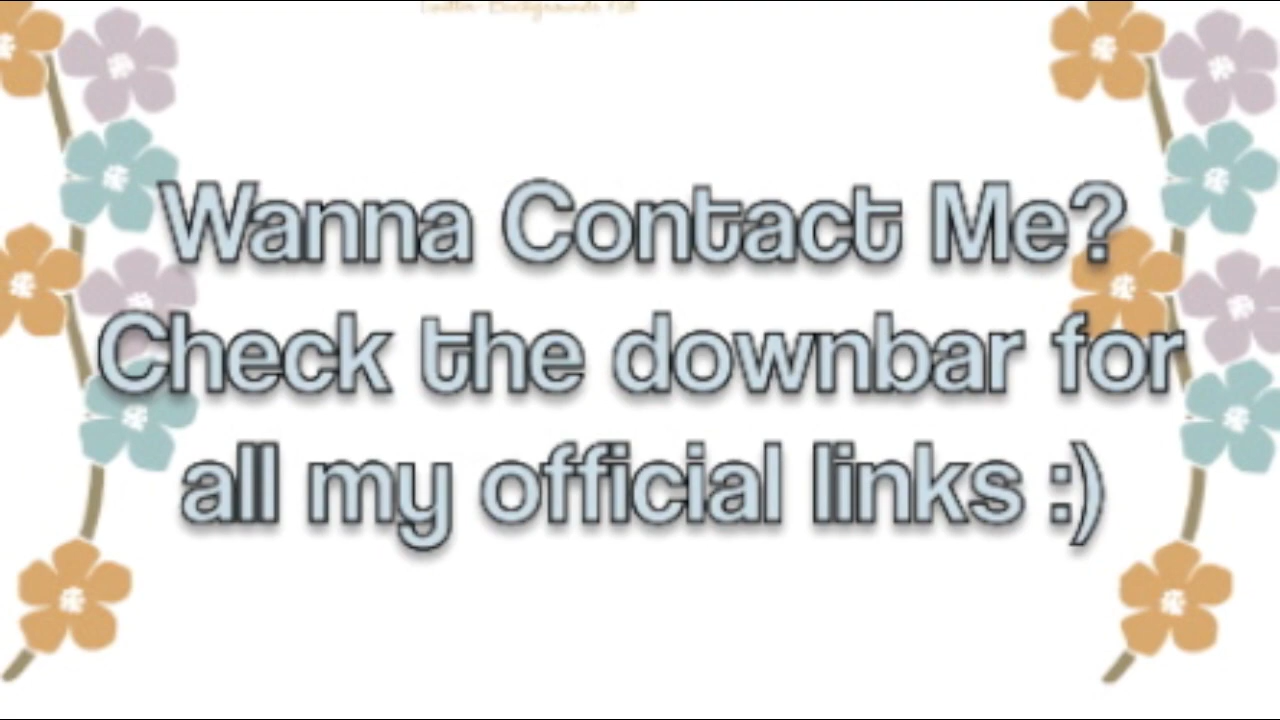 Wanna Contact Me?
Check the downbar for
all my official links :)